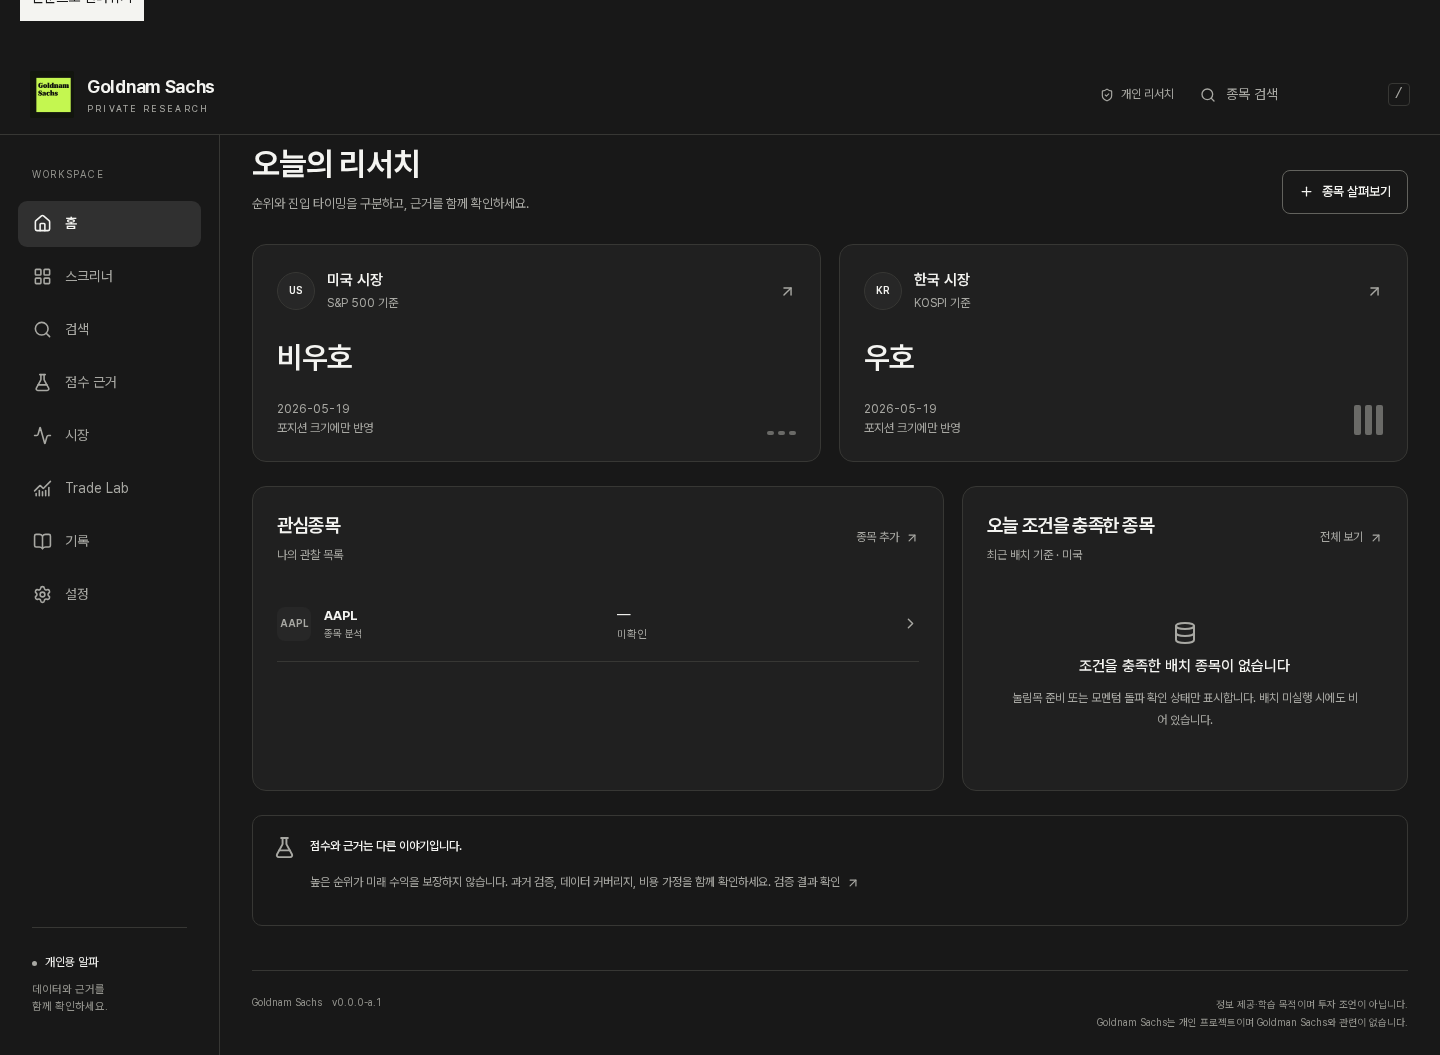 Goldnam
Sachs
Goldnam Sachs
PRIVATE RESEARCH
개인 리서치
종목 검색
/
WORKSPACE
홈
스크리너
검색
점수 근거
시장
Trade Lab
기록
설정
개인용 알파
데이터와 근거를
함께 확인하세요.
오늘의 리서치
순위와 진입 타이밍을 구분하고, 근거를 함께 확인하세요.
종목 살펴보기
US
미국 시장
S&P 500 기준
비우호
2026-05-19
포지션 크기에만 반영
KR
한국 시장
KOSPI 기준
우호
2026-05-19
포지션 크기에만 반영
관심종목
나의 관찰 목록
종목 추가
AAPL
AAPL
종목 분석
—
미확인
오늘 조건을 충족한 종목
최근 배치 기준 · 미국
전체 보기
조건을 충족한 배치 종목이 없습니다
눌림목 준비 또는 모멘텀 돌파 확인 상태만 표시합니다. 배치 미실행 시에도 비
어 있습니다.
점수와 근거는 다른 이야기입니다.
높은 순위가 미래 수익을 보장하지 않습니다. 과거 검증, 데이터 커버리지, 비용 가정을 함께 확인하세요. 검증 결과 확인
Goldnam Sachs v0.0.0-a.1
정보 제공·학습 목적이며 투자 조언이 아닙니다.
Goldnam Sachs는 개인 프로젝트이며 Goldman Sachs와 관련이 없습니다.